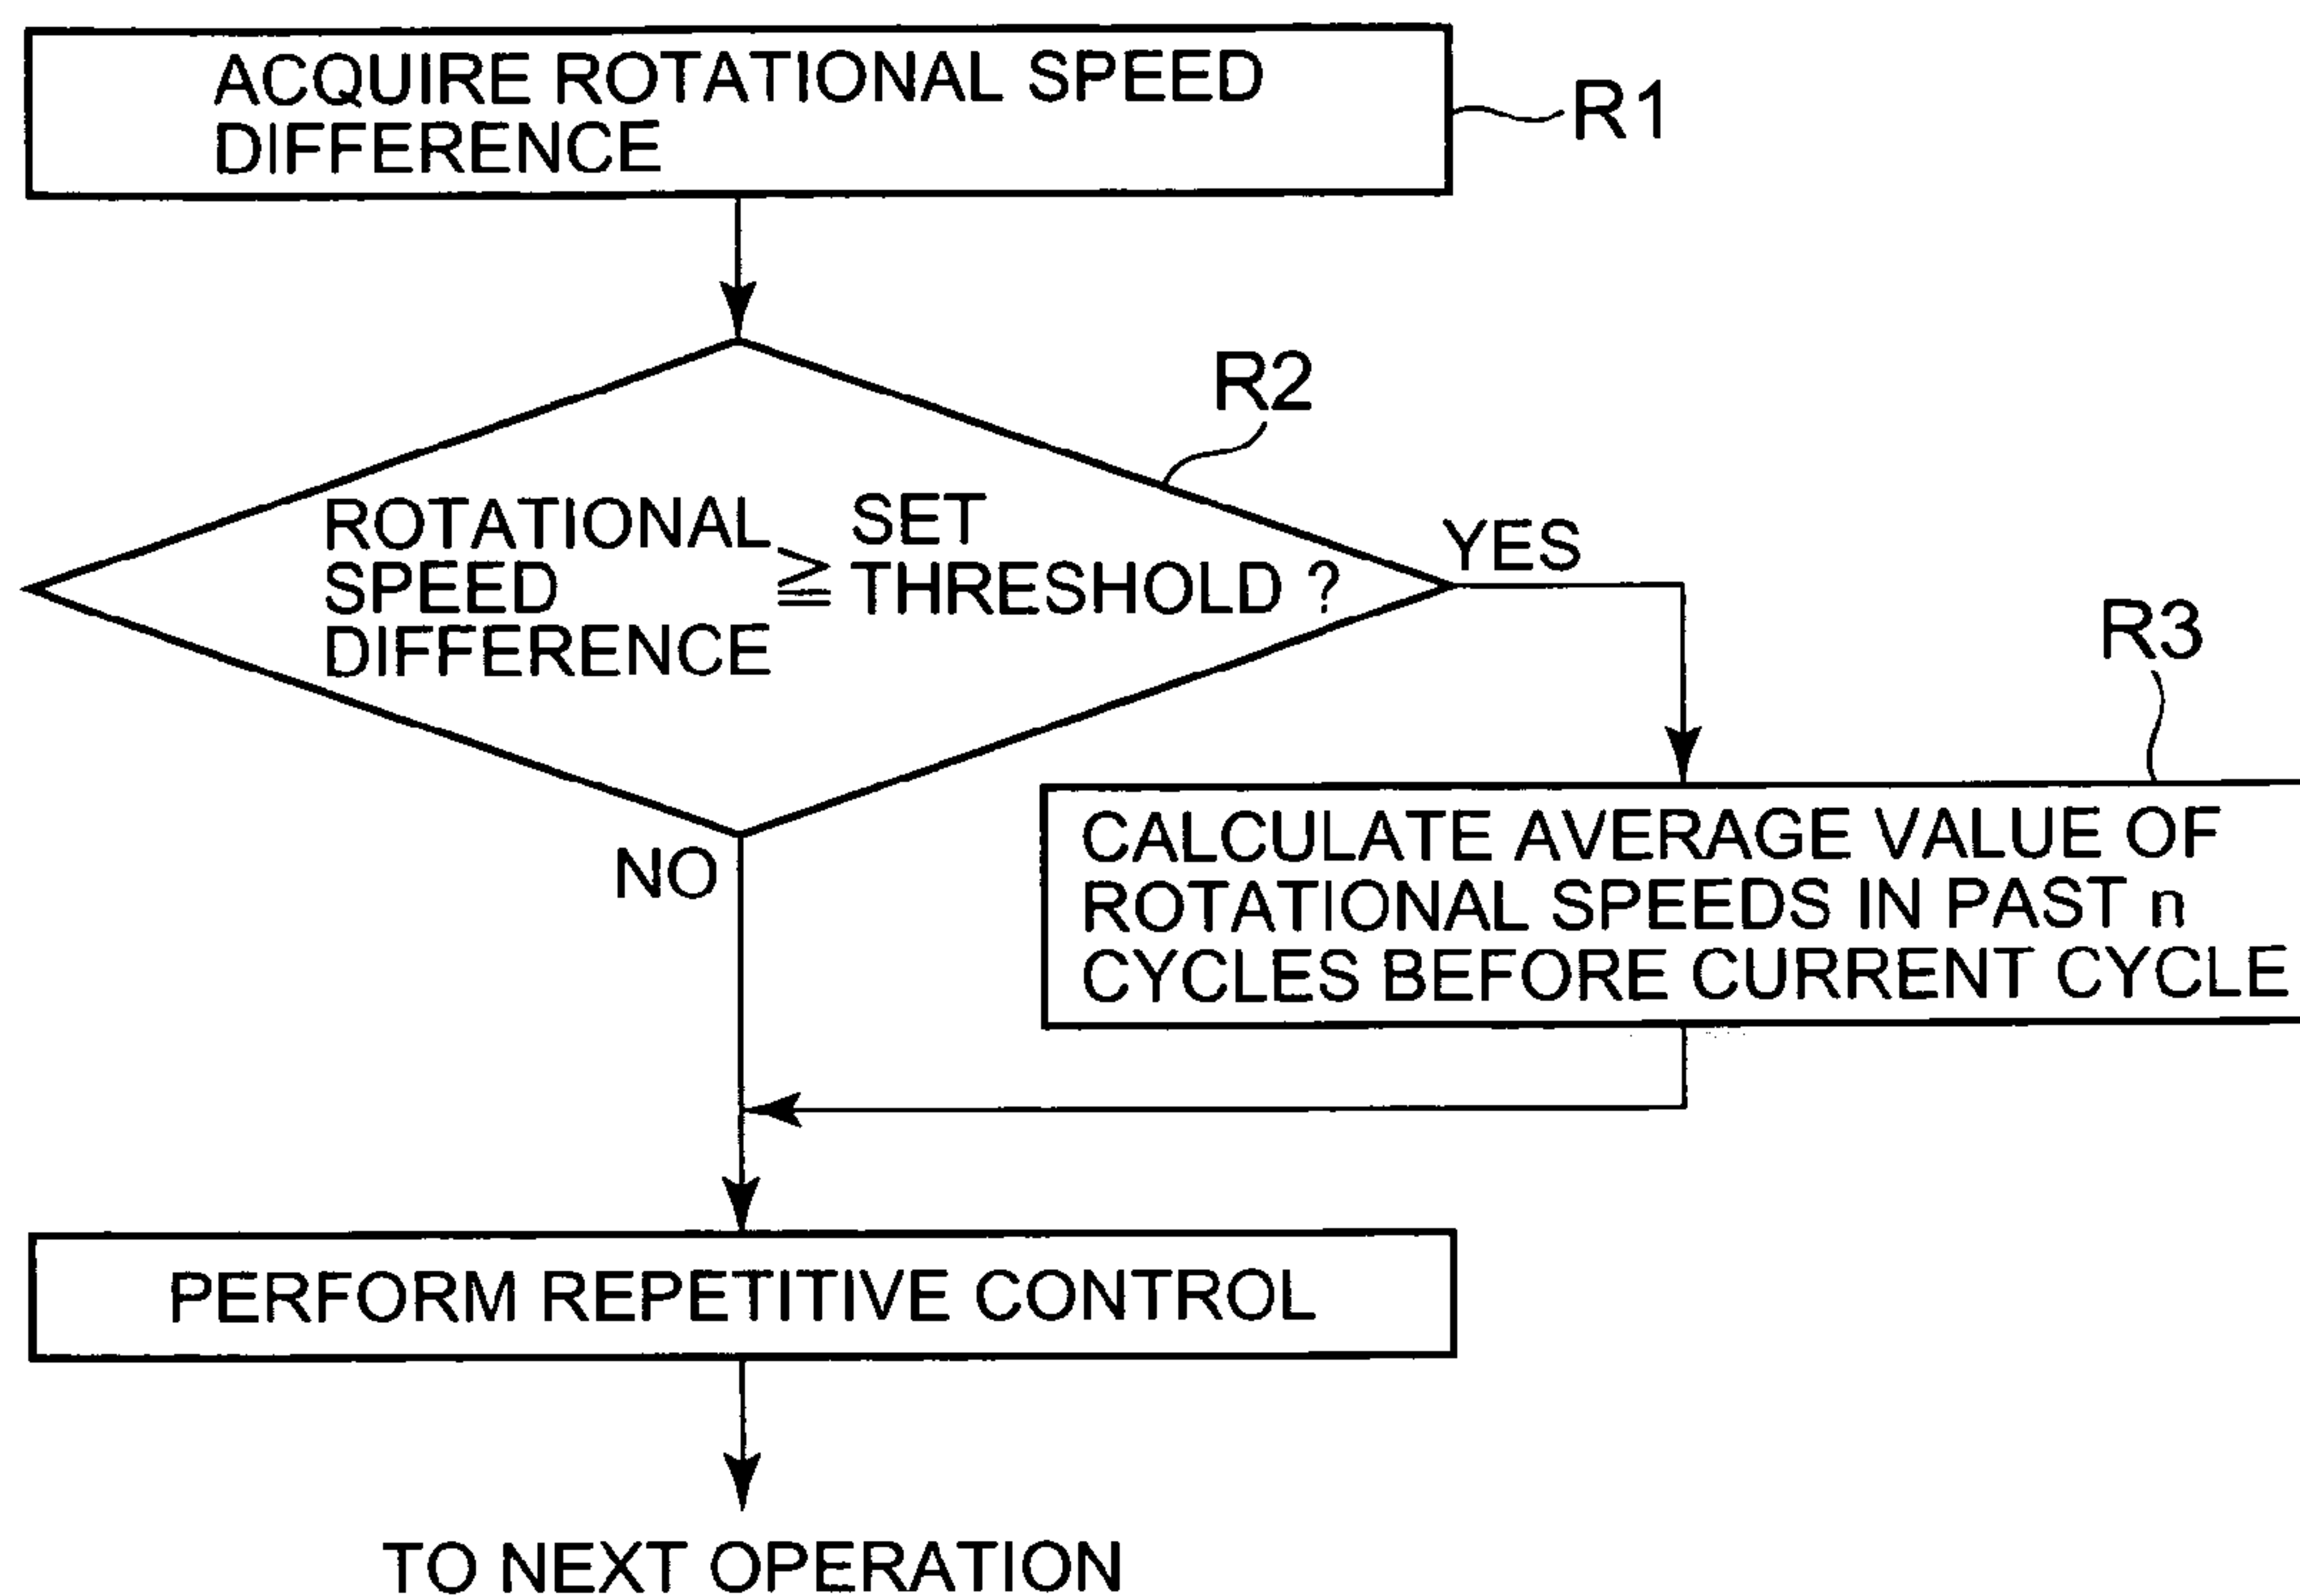 ACQUIRE ROTATIONAL SPEED
DIFFERENCE
R1
R2
ROTATIONAL
SPEED
DIFFERENCE
≧
SET
THRESHOLD ?
YES
NO
R3
CALCULATE AVERAGE VALUE OF
ROTATIONAL SPEEDS IN PAST n
CYCLES BEFORE CURRENT CYCLE
PERFORM REPETITIVE CONTROL
TO NEXT OPERATION